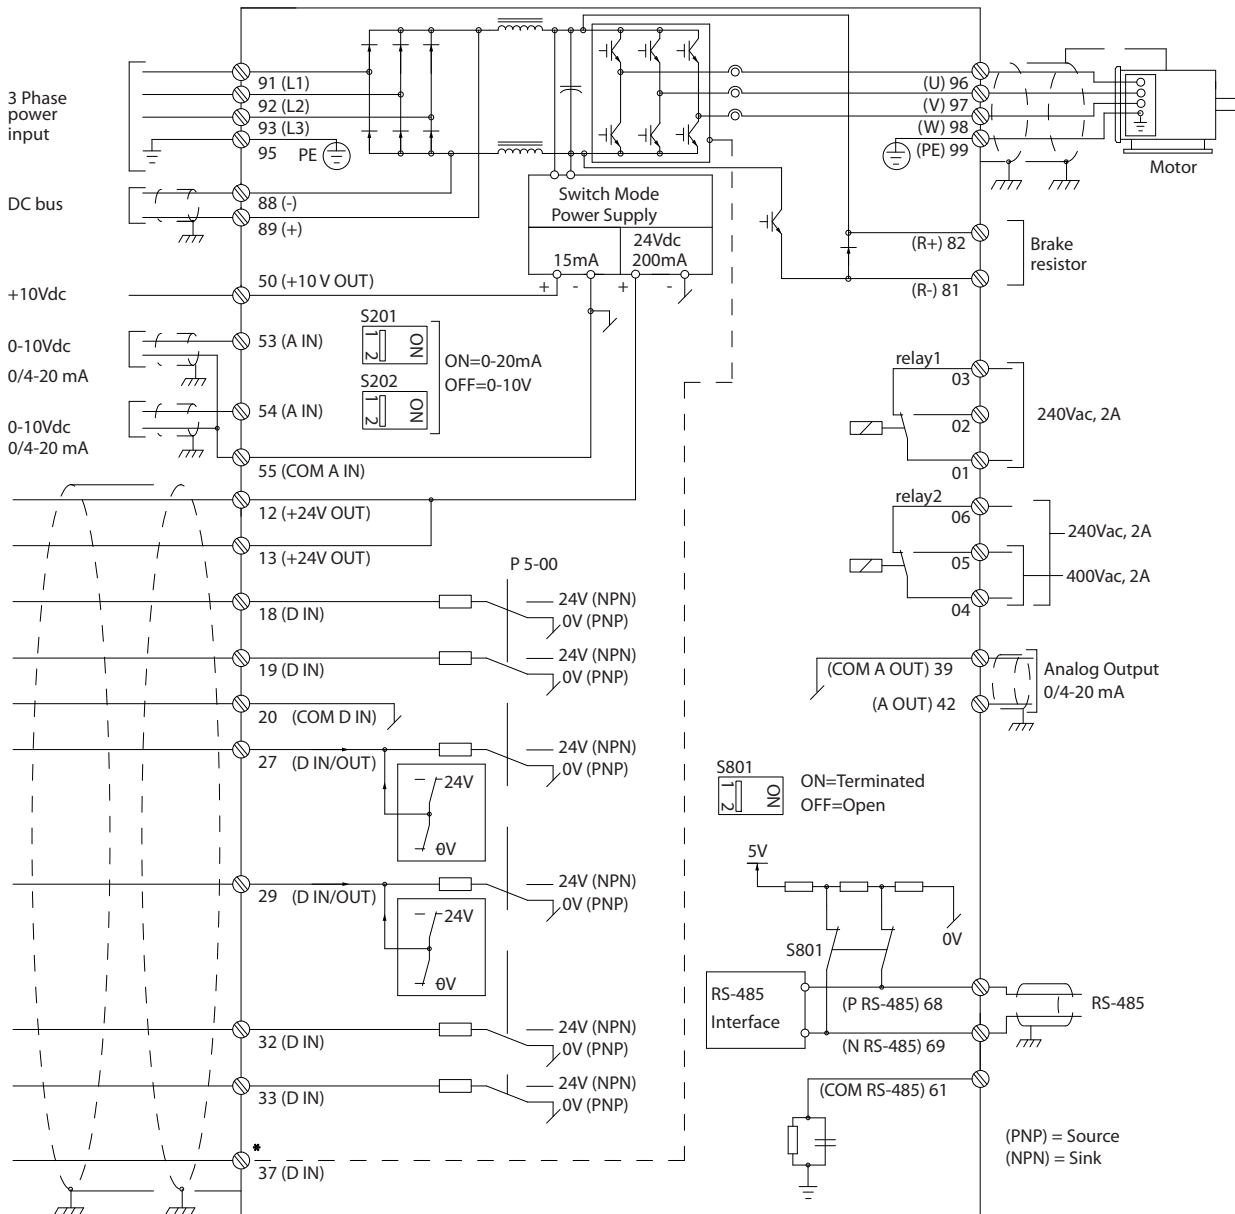 3 Phase
power
input
91 (L1)
92 (L2)
93 (L3)
95
PE
DC bus
88 (-)
89 (+)
+10Vdc
50 (+10 V OUT)
0-10Vdc
0/4-20 mA
53 (A IN)
0-10Vdc
0/4-20 mA
54 (A IN)
55 (COM A IN)
12 (+24V OUT)
13 (+24V OUT)
18 (D IN)
19 (D IN)
20 (COM D IN)
27 (D IN/OUT)
24V
0V
29 (D IN/OUT)
24V
0V
32 (D IN)
33 (D IN)
*
37 (D IN)
S201
1
2
ON
S202
1
2
ON
ON=0-20mA
OFF=0-10V
Switch Mode
Power Supply
15mA
24Vdc
200mA
+ - + -
P 5-00
24V (NPN)
0V (PNP)
24V (NPN)
0V (PNP)
24V (NPN)
0V (PNP)
24V (NPN)
0V (PNP)
24V (NPN)
0V (PNP)
24V (NPN)
0V (PNP)
(U) 96
(V) 97
(W) 98
(PE) 99
Motor
(R+) 82
(R-) 81
Brake
resistor
relay1
03
02
01
240Vac, 2A
relay2
06
05
04
240Vac, 2A
400Vac, 2A
(COM A OUT) 39
(A OUT) 42
Analog Output
0/4-20 mA
S801
1
2
ON
ON=Terminated
OFF=Open
5V
0V
S801
RS-485
Interface
(P RS-485) 68
(N RS-485) 69
RS-485
(COM RS-485) 61
(PNP) = Source
(NPN) = Sink